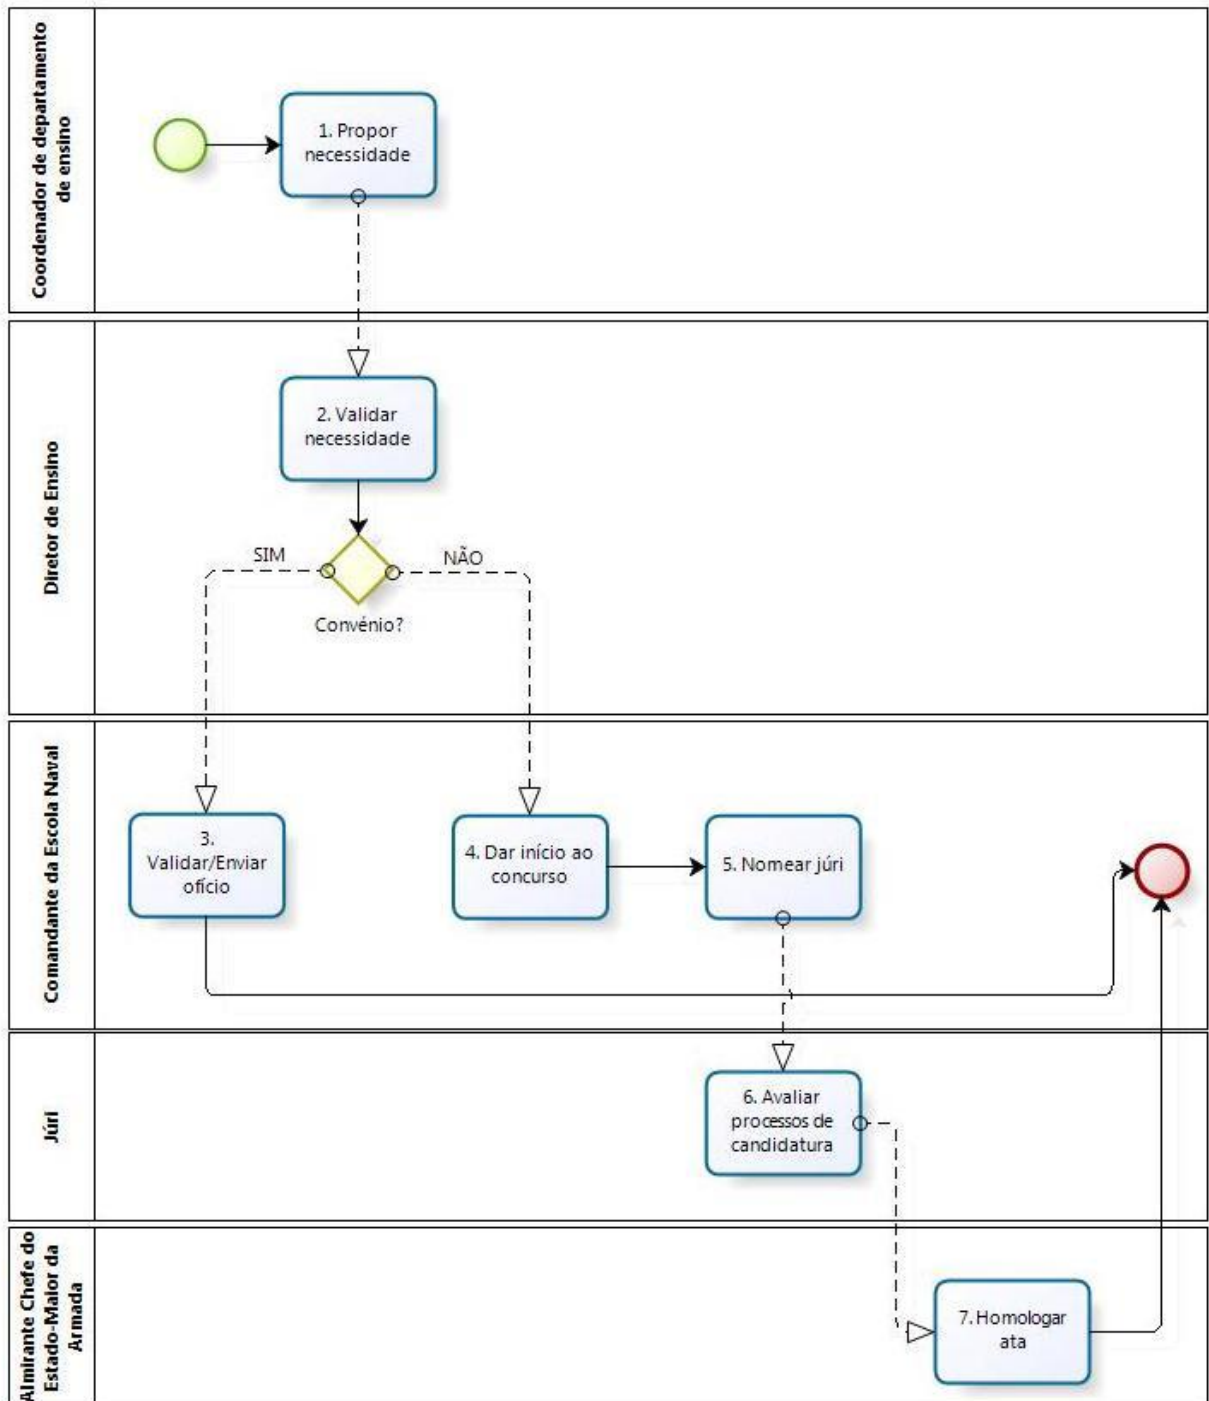 Coordenador de departamento
de ensino
1. Propor
necessidade
Diretor de Ensino
2. Validar
necessidade
SIM
NÃO
Convénio?
Comandante da Escola Naval
3.
Validar/Enviar
ofício
4. Dar início ao
concurso
5. Nomear júri
Júri
6. Avaliar
processos de
candidatura
Almirante Chefe do
Estado-Maior da
Armada
7. Homologar
ata